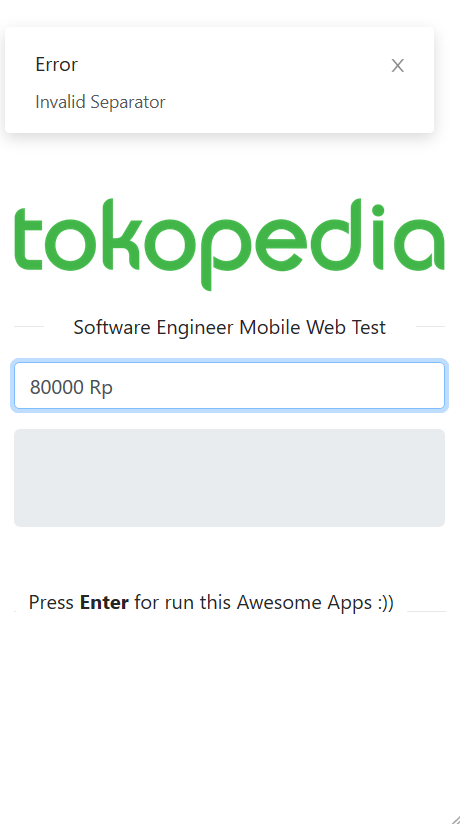 Error
Invalid Separator
tokopedia
Software Engineer Mobile Web Test
80000 Rp
Press Enter for run this Awesome Apps :))